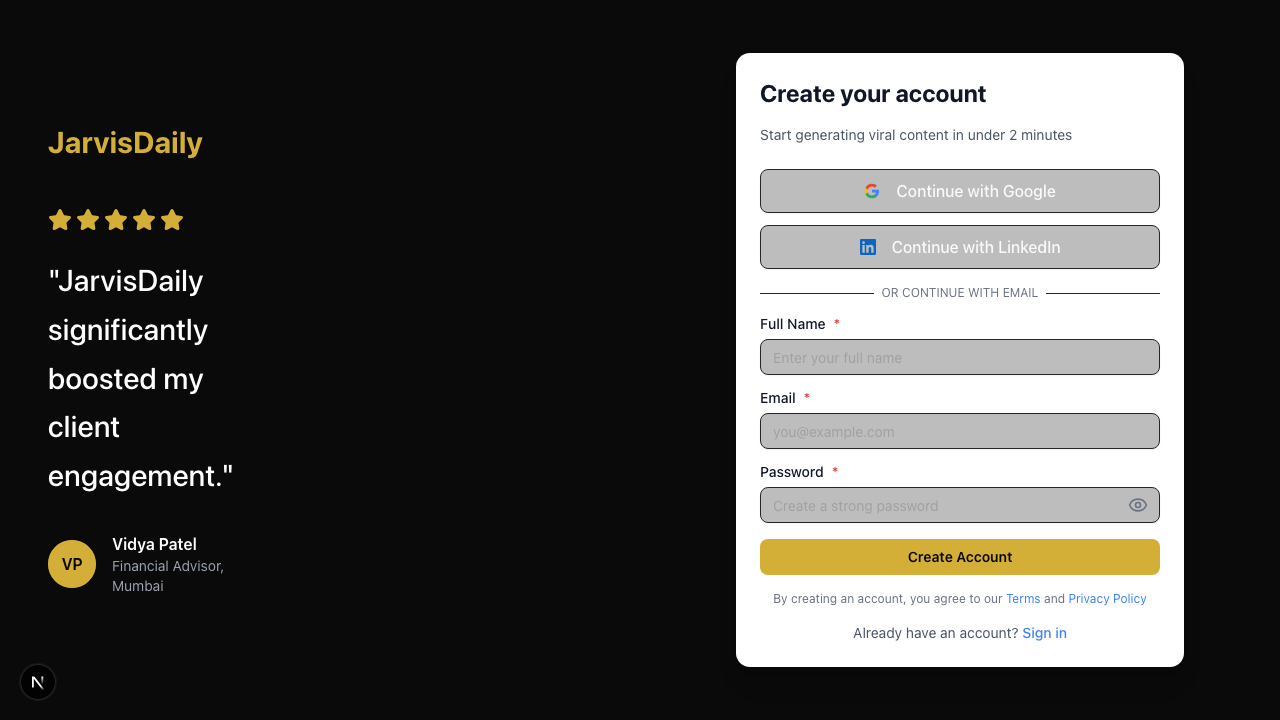 JarvisDaily
"JarvisDaily
significantly
boosted my
client
engagement."
VP
Vidya Patel
Financial Advisor,
Mumbai
N
Create your account
Start generating viral content in under 2 minutes
Continue with Google
Continue with LinkedIn
OR CONTINUE WITH EMAIL
Full Name *
Enter your full name
Email *
you@example.com
Password *
Create a strong password
Create Account
By creating an account, you agree to our Terms and Privacy Policy
Already have an account? Sign in